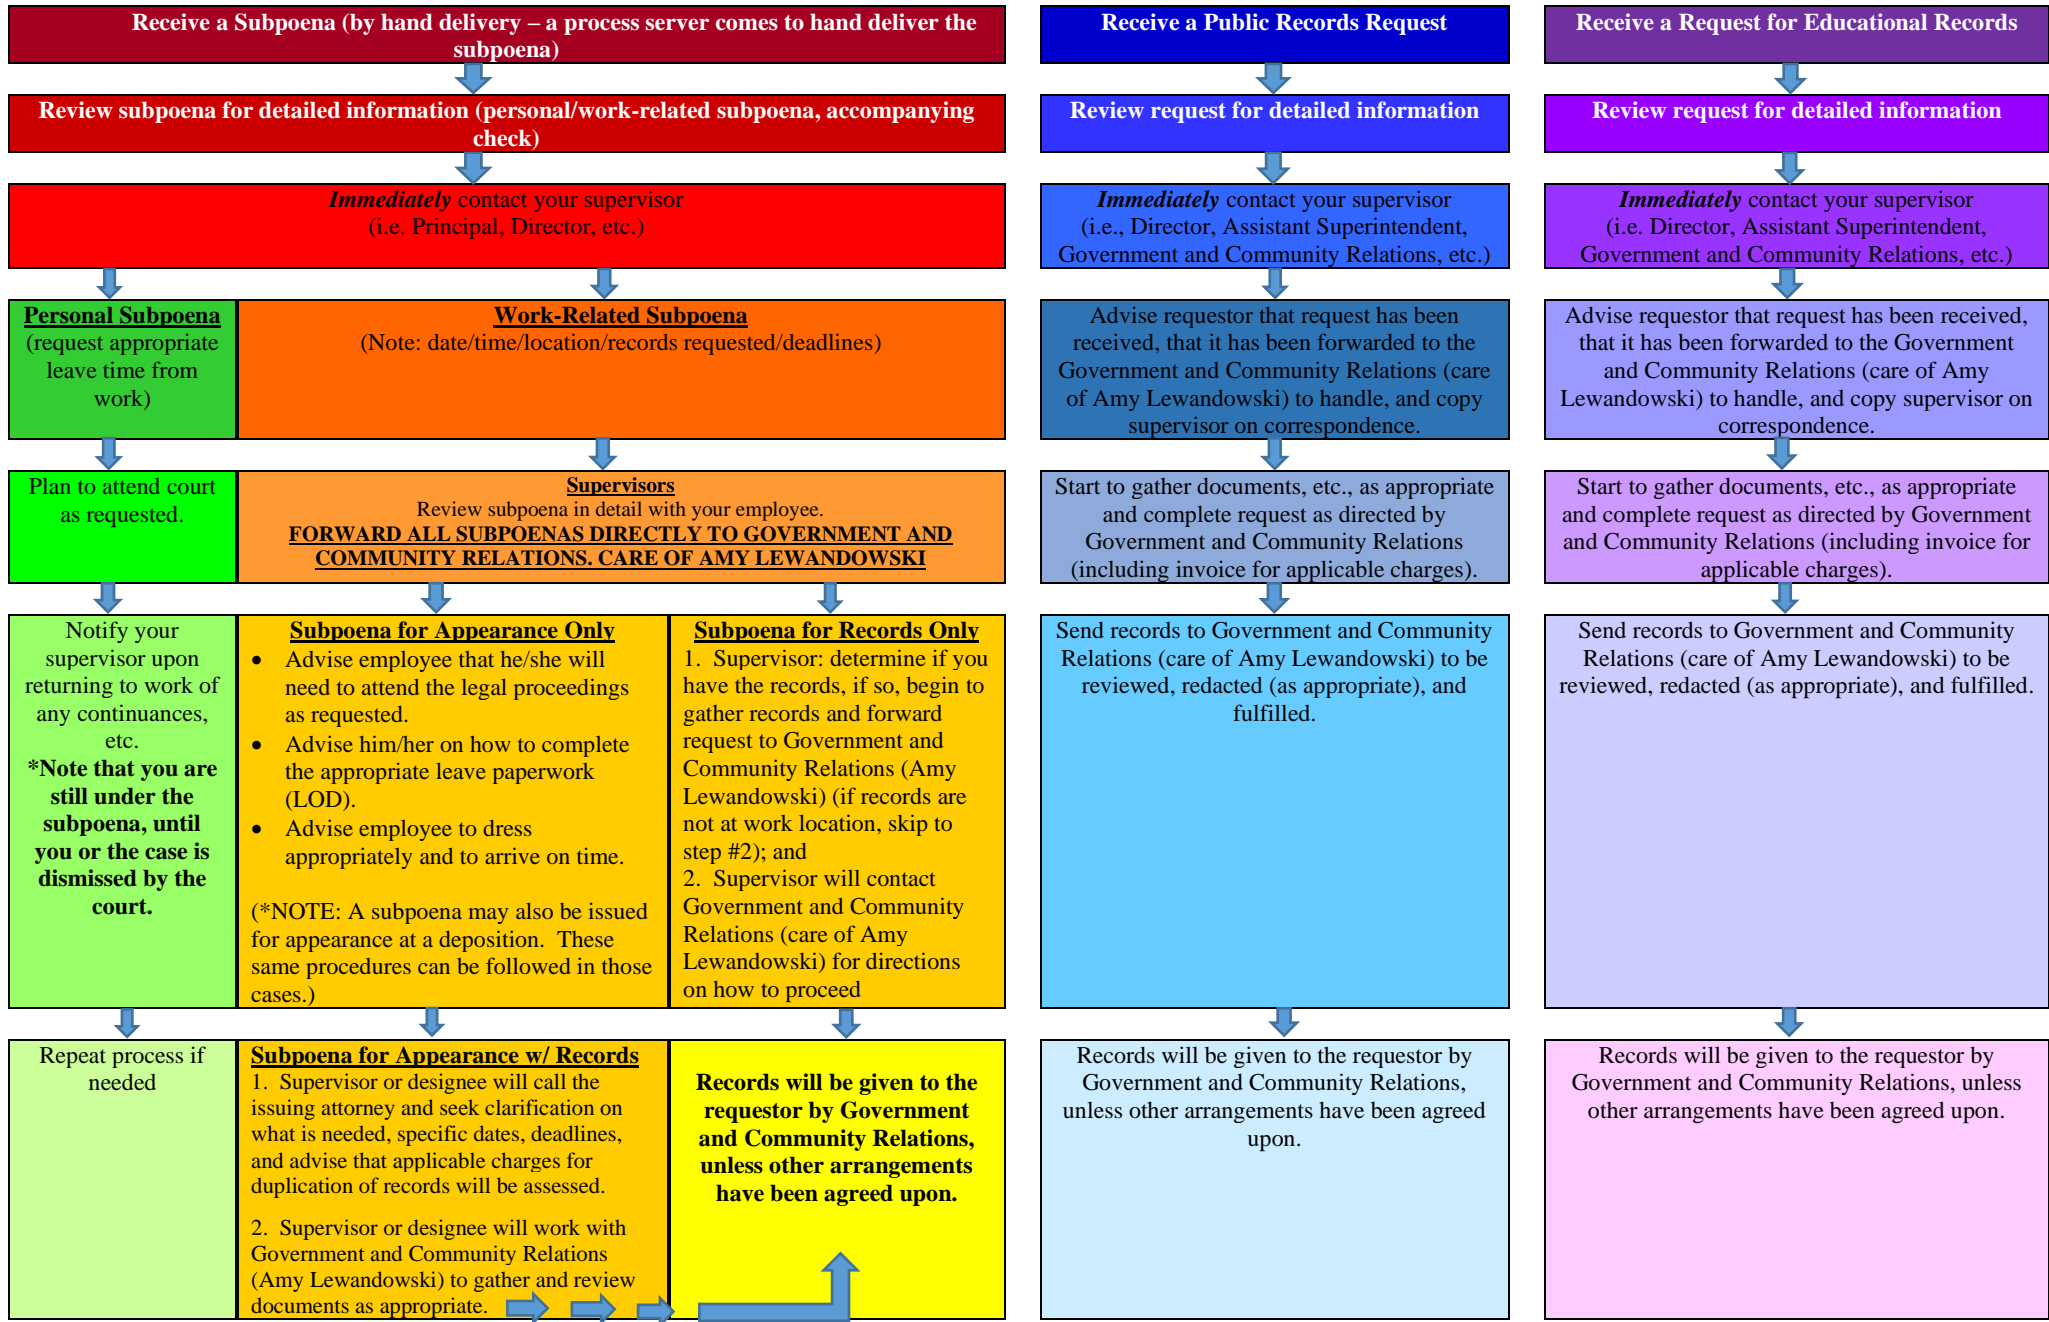 Receive a Subpoena (by hand delivery – a process server comes to hand deliver the
subpoena)
Review subpoena for detailed information (personal/work-related subpoena, accompanying
check)
Immediately contact your supervisor
(i.e. Principal, Director, etc.)
Personal Subpoena
(request appropriate
leave time from
work)
Work-Related Subpoena
(Note: date/time/location/records requested/deadlines)
Plan to attend court
as requested.
Supervisors
Review subpoena in detail with your employee.
FORWARD ALL SUBPOENAS DIRECTLY TO GOVERNMENT AND
COMMUNITY RELATIONS. CARE OF AMY LEWANDOWSKI
Notify your
supervisor upon
returning to work of
any continuances,
etc.
*Note that you are
still under the
subpoena, until
you or the case is
dismissed by the
court.
Subpoena for Appearance Only
• Advise employee that he/she will
need to attend the legal proceedings
as requested.
• Advise him/her on how to complete
the appropriate leave paperwork
(LOD).
• Advise employee to dress
appropriately and to arrive on time.
(*NOTE: A subpoena may also be issued
for appearance at a deposition.  These
same procedures can be followed in those
cases.)
Subpoena for Records Only
1.  Supervisor: determine if you
have the records, if so, begin to
gather records and forward
request to Government and
Community Relations (Amy
Lewandowski) (if records are
not at work location, skip to
step #2); and
2.  Supervisor will contact
Government and Community
Relations (care of Amy
Lewandowski) for directions
on how to proceed
Repeat process if
needed
Subpoena for Appearance w/ Records
1.  Supervisor or designee will call the
issuing attorney and seek clarification on
what is needed, specific dates, deadlines,
and advise that applicable charges for
duplication of records will be assessed.
2.  Supervisor or designee will work with
Government and Community Relations
(Amy Lewandowski) to gather and review
documents as appropriate.
Records will be given to the
requestor by Government
and Community Relations,
unless other arrangements
have been agreed upon.
Receive a Public Records Request
Review request for detailed information
Immediately contact your supervisor
(i.e., Director, Assistant Superintendent,
Government and Community Relations, etc.)
Advise requestor that request has been
received, that it has been forwarded to the
Government and Community Relations (care
of Amy Lewandowski) to handle, and copy
supervisor on correspondence.
Start to gather documents, etc., as appropriate
and complete request as directed by
Government and Community Relations
(including invoice for applicable charges).
Send records to Government and Community
Relations (care of Amy Lewandowski) to be
reviewed, redacted (as appropriate), and
fulfilled.
Records will be given to the requestor by
Government and Community Relations,
unless other arrangements have been agreed
upon.
Receive a Request for Educational Records
Review request for detailed information
Immediately contact your supervisor
(i.e. Director, Assistant Superintendent,
Government and Community Relations, etc.)
Advise requestor that request has been received,
that it has been forwarded to the Government
and Community Relations (care of Amy
Lewandowski) to handle, and copy supervisor on
correspondence.
Start to gather documents, etc., as appropriate
and complete request as directed by Government
and Community Relations (including invoice for
applicable charges).
Send records to Government and Community
Relations (care of Amy Lewandowski) to be
reviewed, redacted (as appropriate), and fulfilled.
Records will be given to the requestor by
Government and Community Relations, unless
other arrangements have been agreed upon.